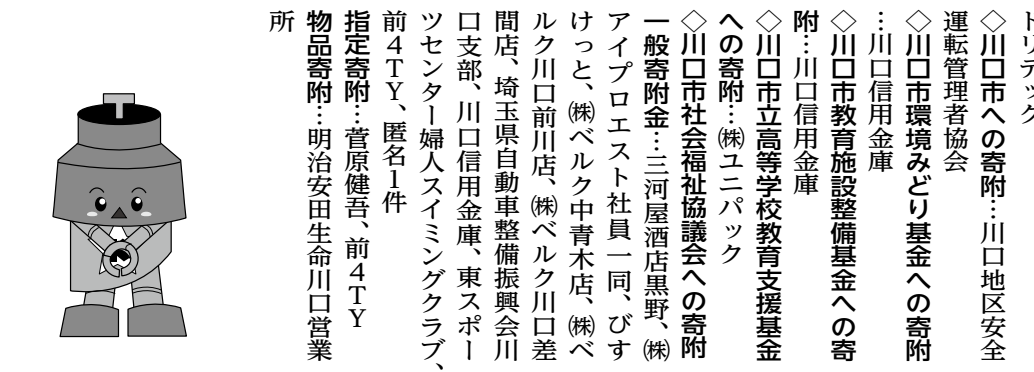 ドリテック
◇川口市への寄附…川口地区安全
運転管理者協会
◇川口市環境みどり基金への寄附
…川口信用金庫
◇川口市教育施設整備基金への寄
附…川口信用金庫
◇川口市立高等学校教育支援基金
への寄附…㈱ユニパック
◇川口市社会福祉協議会への寄附
一般寄附金…三河屋酒店黒野、㈱
アイプロエスト社員一同、びす
けっと、㈱ベルク中青木店、㈱ベ
ルク川口前川店、㈱ベルク川口差
間店、埼玉県自動車整備振興会川
口支部、川口信用金庫、東スポー
ツセンター婦人スイミングクラブ、
前4TY、匿名1件
指定寄附…菅原健吾、前4TY
物品寄附…明治安田生命川口営業
所